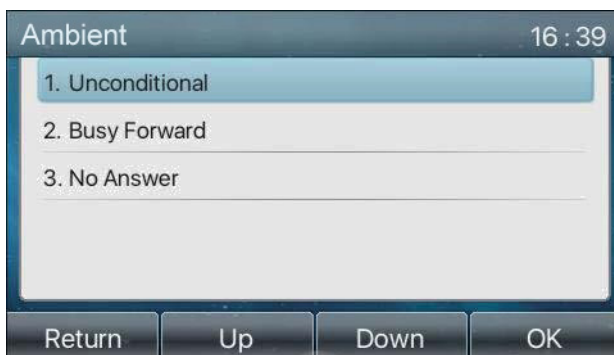 Ambient 16:39
1. Unconditional
2. Busy Forward
3. No Answer
Return Up Down OK